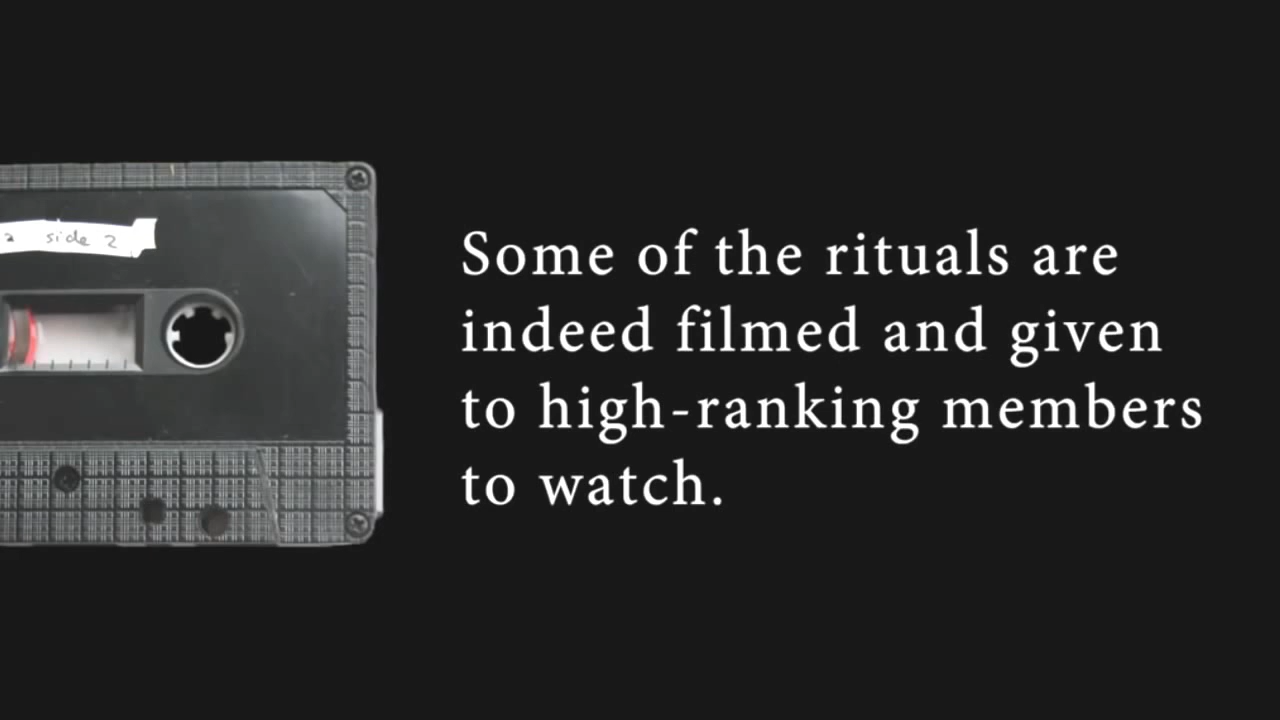 side 2
Some of the rituals are
indeed filmed and given
to high-ranking members
to watch.